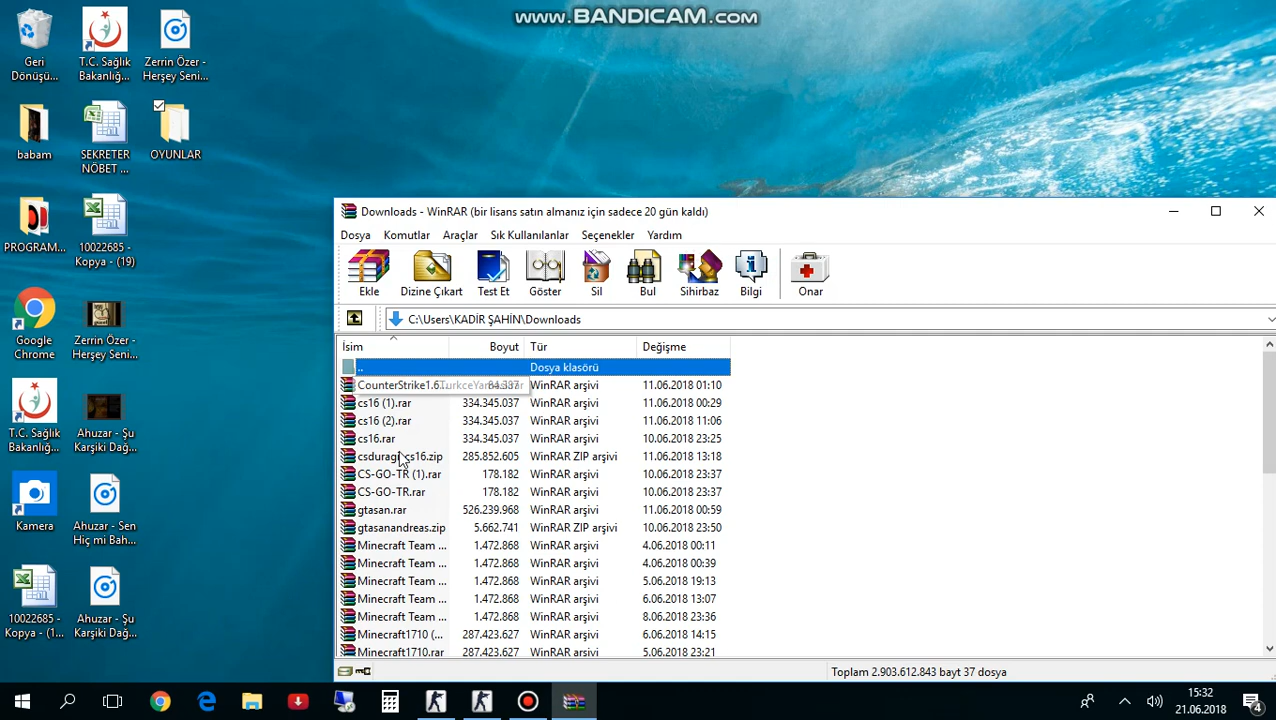 www.BANDICAM.com
Geri
Dönüşü...
T.C. Sağlık
Bakanlığ...
Zerrin Özer -
Herşey Seni...
babam
SEKRETER
NÖBET ...
OYUNLAR
PROGRAM...
10022685 -
Kopya - (19)
Google
Chrome
Zerrin Özer -
Herşey Seni...
T.C. Sağlık
Bakanlığ...
Ahuzar - Şu
Karşiki Dağ...
Kamera
Ahuzar - Sen
Hiç mi Bah...
10022685 -
Kopya - (1...
Ahuzar - Şu
Karşiki Dağ...
Downloads - WinRAR (bir lisans satın almanız için sadece 20 gün kaldı)
Dosya Komutlar Araçlar Sık Kullanılanlar Seçenekler Yardım
Ekle Dizine Çıkart Test Et Göster Sil Bul Sihirbaz Bilgi Onar
C:\Users\KADİR ŞAHİN\Downloads
İsim Boyut Tür Değişme
.. Dosya klasörü
CounterStrike1.6... 84.387 WinRAR arşivi 11.06.2018 01:10
cs16 (1).rar 334.345.037 WinRAR arşivi 11.06.2018 00:29
cs16 (2).rar 334.345.037 WinRAR arşivi 11.06.2018 11:06
cs16.rar 334.345.037 WinRAR arşivi 10.06.2018 23:25
csduragi_cs16.zip 285.852.605 WinRAR ZIP arşivi 11.06.2018 13:18
CS-GO-TR (1).rar 178.182 WinRAR arşivi 10.06.2018 23:37
CS-GO-TR.rar 178.182 WinRAR arşivi 10.06.2018 23:37
gtasan.rar 526.239.968 WinRAR arşivi 11.06.2018 00:59
gtasanandreas.zip 5.662.741 WinRAR ZIP arşivi 10.06.2018 23:50
Minecraft Team ... 1.472.868 WinRAR arşivi 4.06.2018 00:11
Minecraft Team ... 1.472.868 WinRAR arşivi 4.06.2018 00:39
Minecraft Team ... 1.472.868 WinRAR arşivi 5.06.2018 19:13
Minecraft Team ... 1.472.868 WinRAR arşivi 6.06.2018 13:07
Minecraft Team ... 1.472.868 WinRAR arşivi 8.06.2018 23:36
Minecraft1710 (... 287.423.627 WinRAR arşivi 6.06.2018 14:15
Minecraft1710.rar 287.423.627 WinRAR arşivi 5.06.2018 23:21
Toplam 2.903.612.843 bayt 37 dosya
15:32
21.06.2018
4